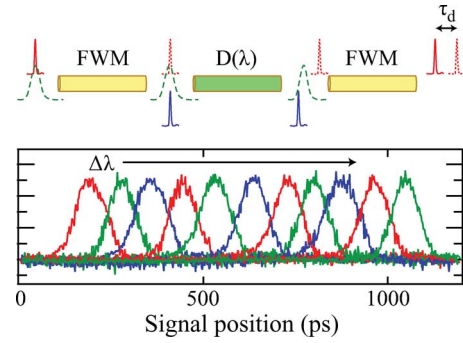 τd
FWM D(λ) FWM
Δλ
0 500 1000
Signal position (ps)